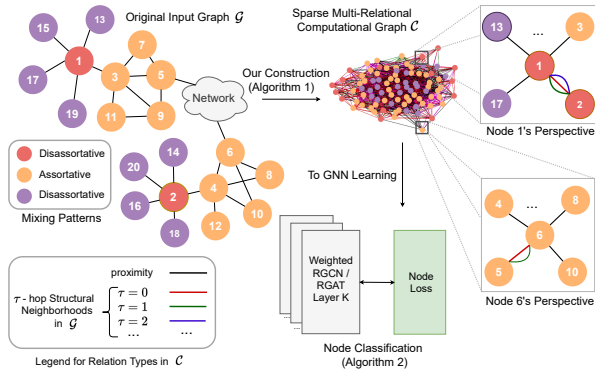 Original Input Graph 𝒢
15
13
1
17
19
7
3
5
11
9
Network
6
8
4
10
12
14
20
2
16
18
Disassortative
Assortative
Disassortative
Mixing Patterns
proximity
τ - hop Structural
Neighborhoods
in 𝒢
τ = 0
τ = 1
τ = 2
...
...
Legend for Relation Types in 𝒞
Our Construction
(Algorithm 1)
Sparse Multi-Relational
Computational Graph 𝒞
To GNN Learning
...
...
Weighted
RGCN /
RGAT
Layer K
Node
Loss
Node Classification
(Algorithm 2)
13
...
3
1
17
2
Node 1's Perspective
4
...
8
6
5
10
Node 6's Perspective